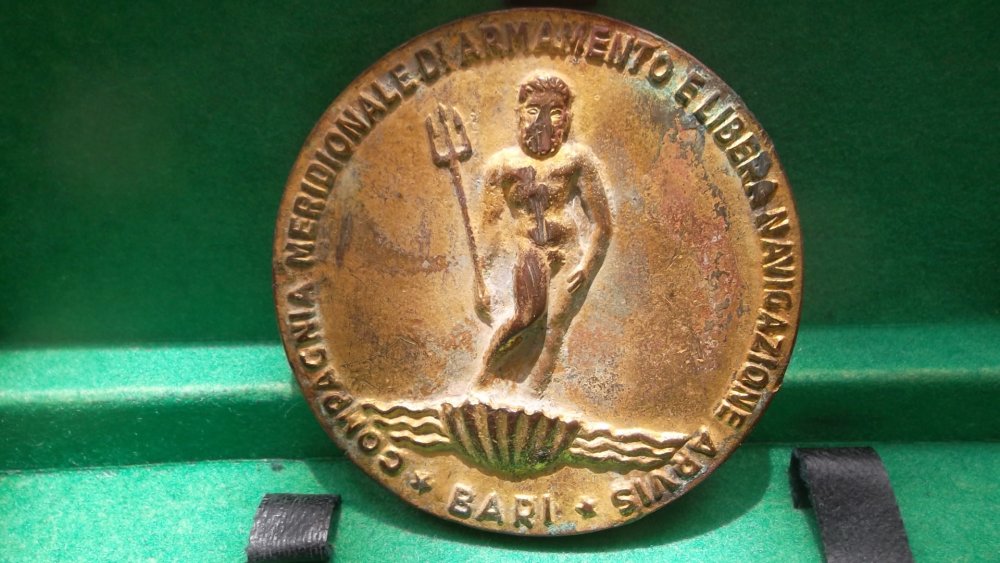 COMPAGNIA MERIDIONALE DI ARMAMENTO E LIBERA NAVIGAZIONE ARVIS
★ BARI ★